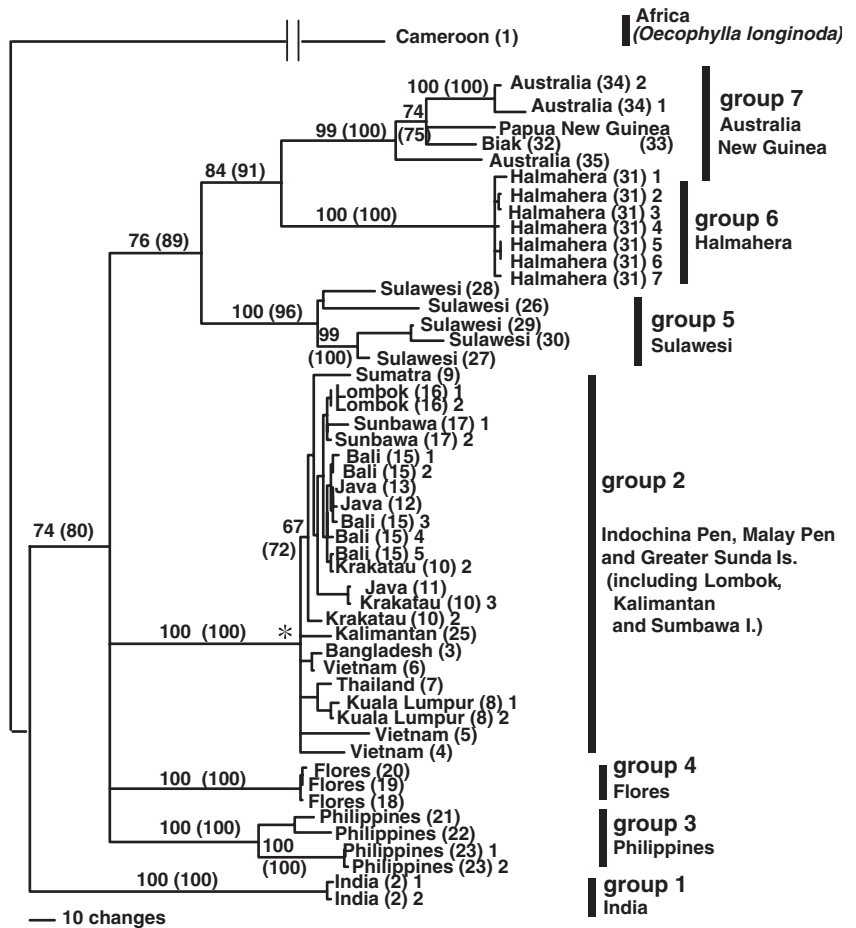 Cameroon (1)
Africa
(Oecophylla longinoda)
100 (100)
Australia (34) 2
Australia (34) 1
74
(75)
Papua New Guinea
(33)
Biak (32)
99 (100)
Australia (35)
group 7
Australia
New Guinea
84 (91)
Halmahera (31) 1
Halmahera (31) 2
Halmahera (31) 3
100 (100)
Halmahera (31) 4
Halmahera (31) 5
Halmahera (31) 6
Halmahera (31) 7
group 6
Halmahera
76 (89)
Sulawesi (28)
Sulawesi (26)
100 (96)
Sulawesi (29)
99
(100)
Sulawesi (30)
Sulawesi (27)
group 5
Sulawesi
Sumatra (9)
Lombok (16) 1
Lombok (16) 2
Sunbawa (17) 1
Sunbawa (17) 2
Bali (15) 1
Bali (15) 2
Java (13)
Java (12)
Bali (15) 3
67
(72)
Bali (15) 4
Bali (15) 5
Krakatau (10) 2
Java (11)
Krakatau (10) 3
Krakatau (10) 2
74 (80)
100 (100)
*
Kalimantan (25)
Bangladesh (3)
Vietnam (6)
Thailand (7)
Kuala Lumpur (8) 1
Kuala Lumpur (8) 2
Vietnam (5)
Vietnam (4)
group 2
Indochina Pen, Malay Pen
and Greater Sunda Is.
(including Lombok,
Kalimantan
and Sumbawa I.)
100 (100)
Flores (20)
Flores (19)
Flores (18)
group 4
Flores
100 (100)
Philippines (21)
Philippines (22)
100
(100)
Philippines (23) 1
Philippines (23) 2
group 3
Philippines
100 (100)
India (2) 1
India (2) 2
group 1
India
10 changes